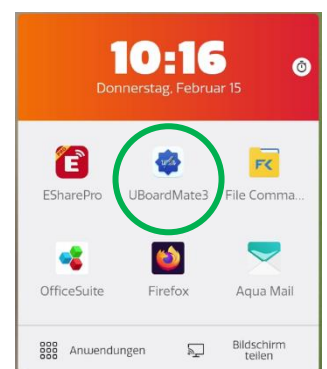 10:16
Donnerstag, Februar 15
ESharePro
UBoardMate3
File Comma...
OfficeSuite
Firefox
Aqua Mail
Anwendungen
Bildschirm
teilen